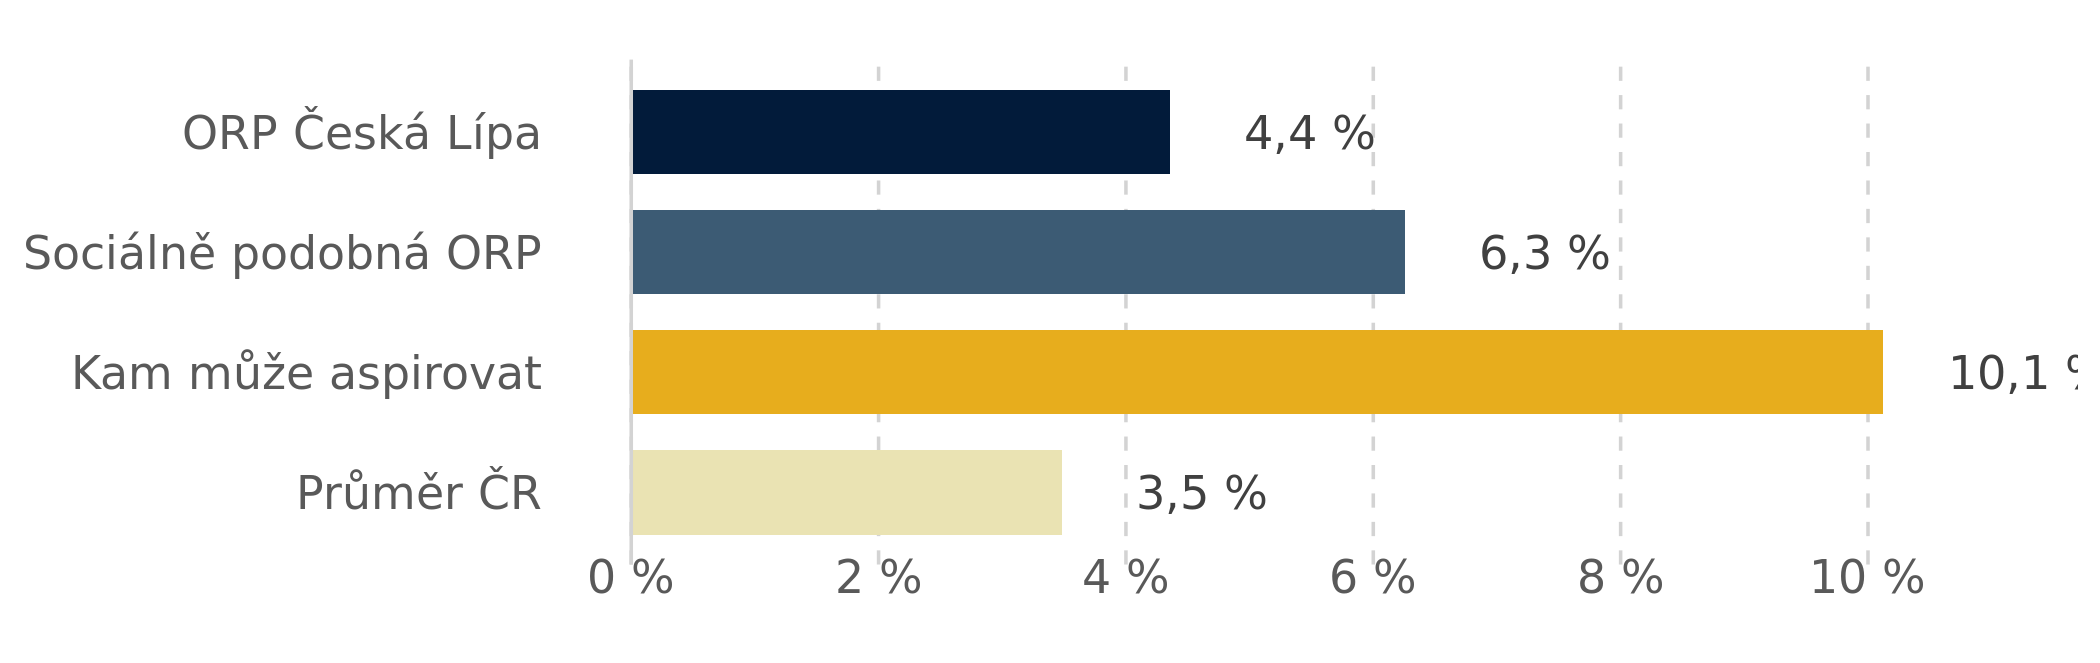 ORP Česká Lípa 4,4 %
Sociálně podobná ORP 6,3 %
Kam může aspirovat 10,1 %
Průměr ČR 3,5 %
0 % 2 % 4 % 6 % 8 % 10 %